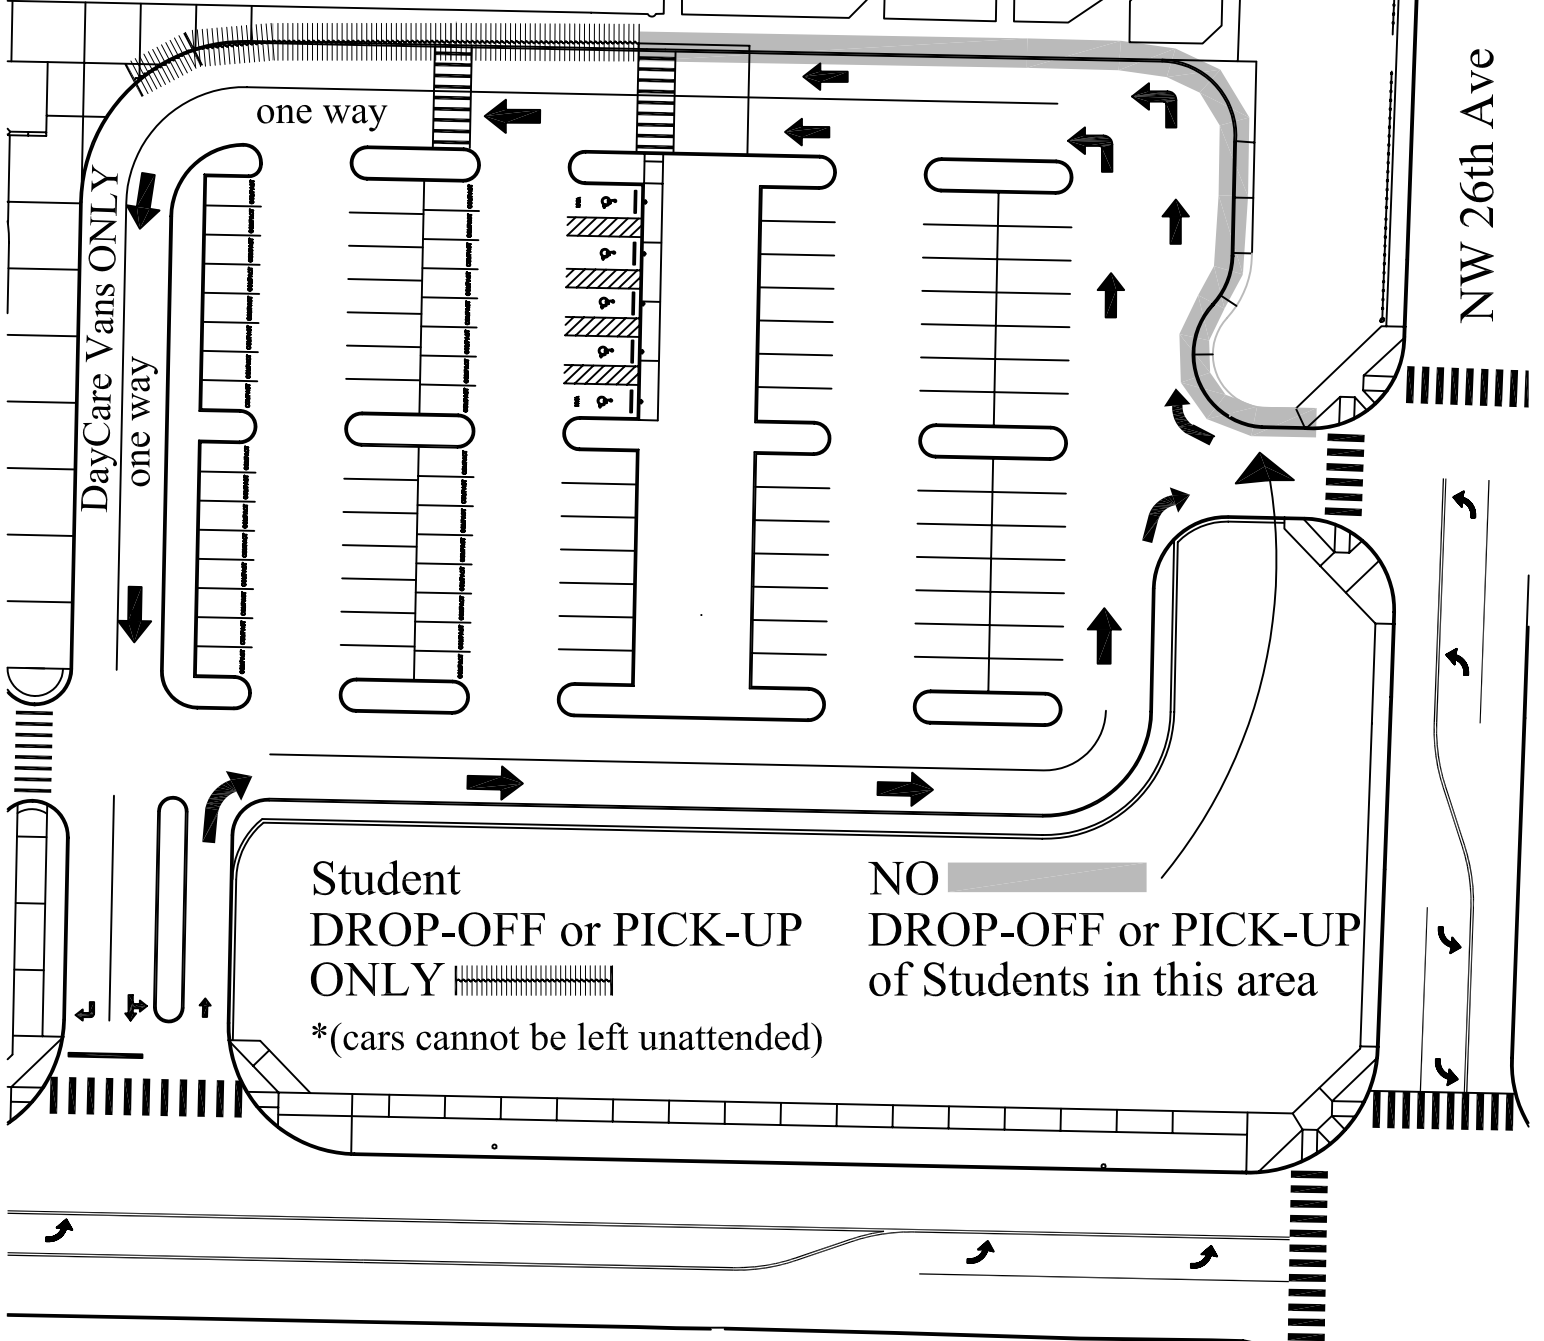 one way
DayCare Vans ONLY
one way
NW 26th Ave
Student
DROP-OFF or PICK-UP
ONLY
*(cars cannot be left unattended)
NO
DROP-OFF or PICK-UP
of Students in this area